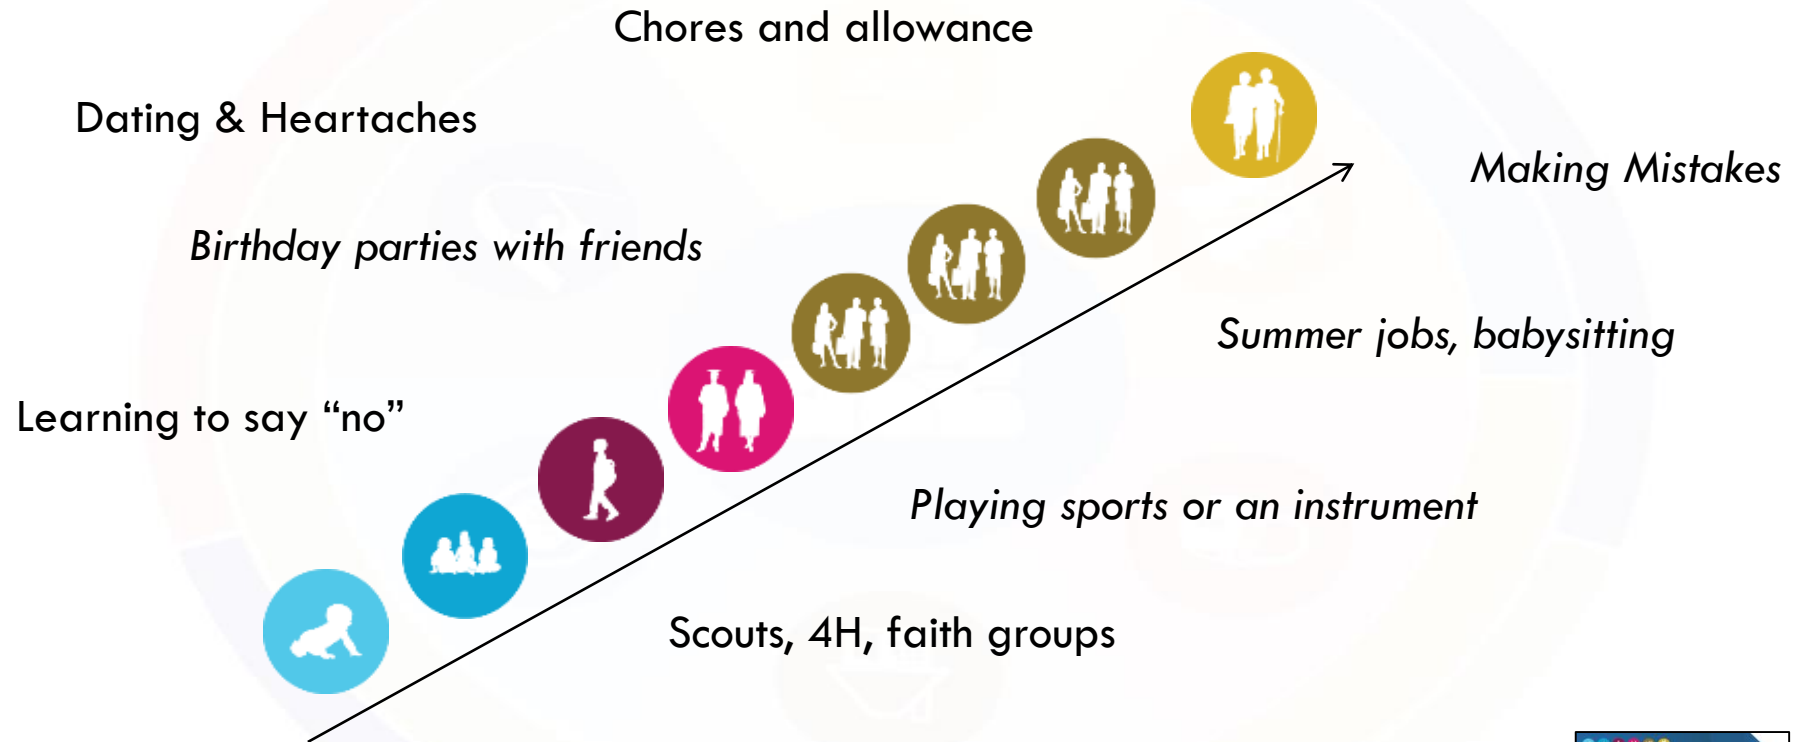 Chores and allowance
Dating & Heartaches
Making Mistakes
Birthday parties with friends
Summer jobs, babysitting
Learning to say “no”
Playing sports or an instrument
Scouts, 4H, faith groups